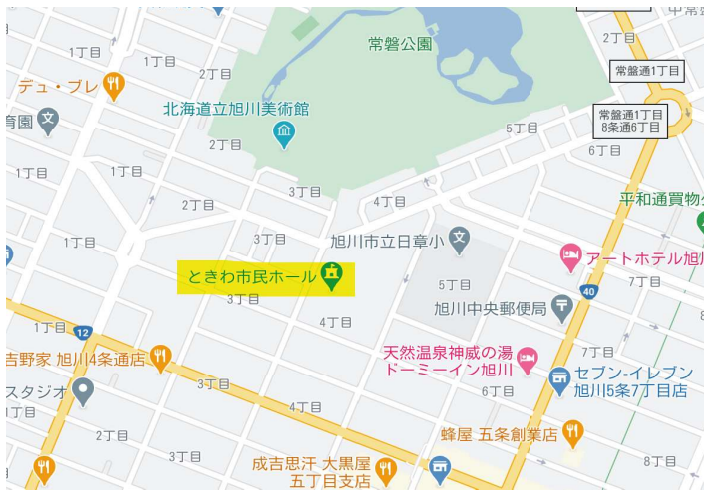 2丁目
中常
1丁目
常磐公園
1丁目
2丁目
常盤通1丁目
デュ・ブレ
北海道立旭川美術館
常盤通1丁目
8条通6丁目
育園
5丁目
2丁目
6丁目
1丁目
1丁目
3丁目
平和通買物公
2丁目
4丁目
1丁目
3丁目
旭川市立日章小
アートホテル旭川
ときわ市民ホール
5丁目
7丁目
40
3丁目
旭川中央郵便局
4丁目
1丁目
12
吉野家 旭川4条通店
天然温泉神威の湯
ドーミーイン旭川
7丁目
セブン-イレブン
旭川5条7丁目店
スタジオ
3丁目
6丁目
1丁目
4丁目
2丁目
蜂屋 五条創業店
3丁目
成吉思汗 大黒屋
五丁目支店
8丁目